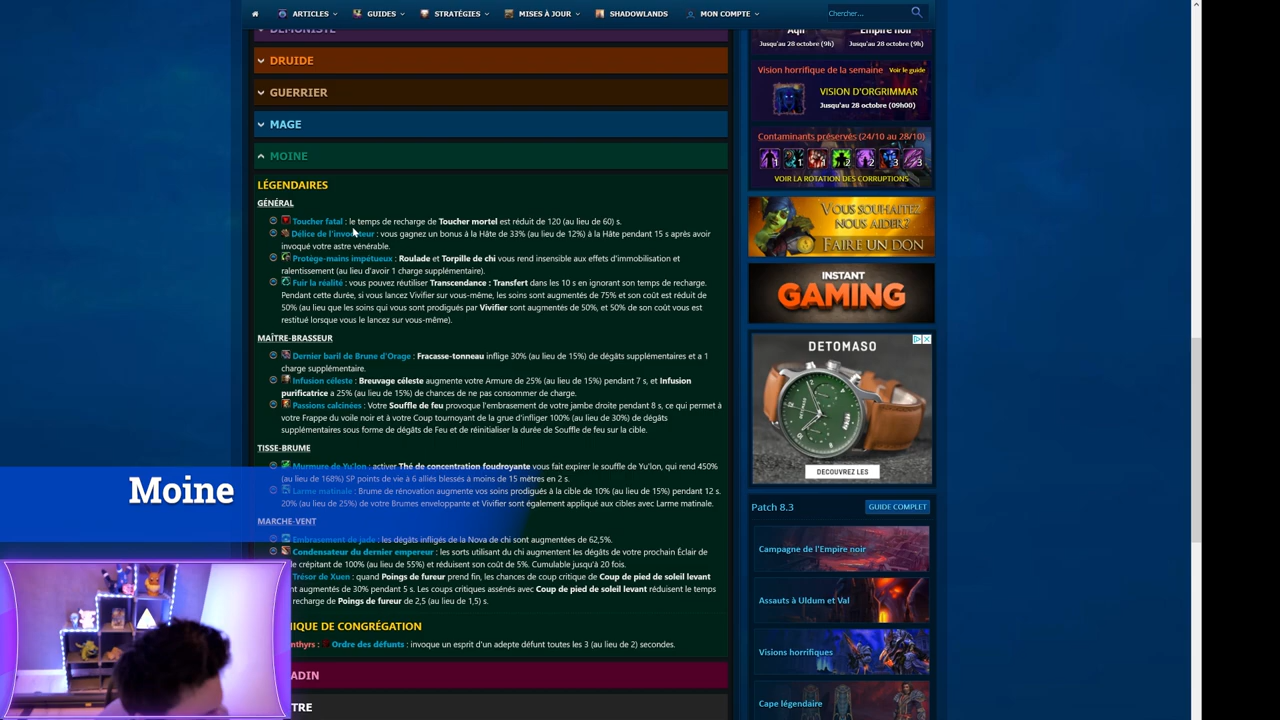 ARTICLES
GUIDES
STRATÉGIES
MISES À JOUR
SHADOWLANDS
MON COMPTE
Chercher...
DÉMONISTE
DRUIDE
GUERRIER
MAGE
MOINE
LÉGENDAIRES
GÉNÉRAL
Toucher fatal : le temps de recharge de Toucher mortel est réduit de 120 (au lieu de 60) s.
Délice de l'invocateur : vous gagnez un bonus à la Hâte de 33% (au lieu de 12%) à la Hâte pendant 15 s après avoir
invoqué votre astre vénérable.
Protège-mains impétueux : Roulade et Torpille de chi vous rend insensible aux effets d'immobilisation et
ralentissement (au lieu d'avoir 1 charge supplémentaire).
Fuir la réalité : vous pouvez réutiliser Transcendance : Transfert dans les 10 s en ignorant son temps de recharge.
Pendant cette durée, si vous lancez Vivifier sur vous-même, les soins sont augmentés de 75% et son coût est réduit de
50% (au lieu que les soins qui vous sont prodigués par Vivifier sont augmentés de 50%, et 50% de son coût vous est
restitué lorsque vous le lancez sur vous-même).
MAÎTRE-BRASSEUR
Dernier baril de Brune d'Orage : Fracasse-tonneau inflige 30% (au lieu de 15%) de dégâts supplémentaires et a 1
charge supplémentaire.
Infusion céleste : Breuvage céleste augmente votre Armure de 25% (au lieu de 15%) pendant 7 s, et Infusion
purificatrice a 25% (au lieu de 15%) de chances de ne pas consommer de charge.
Passions calcinées : Votre Souffle de feu provoque l'embrasement de votre jambe droite pendant 8 s, ce qui permet à
votre Frappe du voile noir et à votre Coup tournoyant de la grue d'infliger 100% (au lieu de 30%) de dégâts
supplémentaires sous forme de dégâts de Feu et de réinitialiser la durée de Souffle de feu sur la cible.
TISSE-BRUME
Murmure de Yu'lon : activer Thé de concentration foudroyante vous fait expirer le souffle de Yu'lon, qui rend 450%
(au lieu de 168%) SP points de vie à 6 alliés blessés à moins de 15 mètres en 2 s.
Larme matinale : Brume de rénovation augmente vos soins prodigués à la cible de 10% (au lieu de 15%) pendant 12 s.
20% (au lieu de 25%) de votre Brumes enveloppante et Vivifier sont également appliqué aux cibles avec Larme matinale.
MARCHE-VENT
Embrasement de jade : les dégâts infligés de la Nova de chi sont augmentées de 62,5%.
Condensateur du dernier empereur : les sorts utilisant du chi augmentent les dégâts de votre prochain Éclair de
crépitant de 100% (au lieu de 55%) et réduisent son coût de 5%. Cumulable jusqu'à 20 fois.
Trésor de Xuen : quand Poings de fureur prend fin, les chances de coup critique de Coup de pied de soleil levant
augmentés de 30% pendant 5 s. Les coups critiques assénés avec Coup de pied de soleil levant réduisent le temps
recharge de Poings de fureur de 2,5 (au lieu de 1,5) s.
NIQUE DE CONGRÉGATION
nthyrs : Ordre des défunts : invoque un esprit d'un adepte défunt toutes les 3 (au lieu de 2) secondes.
ADIN
TRE
Moine
Aqir
Empire noir
Jusqu'au 28 octobre (9h)
Jusqu'au 28 octobre (9h)
Vision horrifique de la semaine
Voir le guide
VISION D'ORGRIMMAR
Jusqu'au 28 octobre (09h00)
Contaminants préservés (24/10 au 28/10)
1 1 1 2 2 3 3
VOIR LA ROTATION DES CORRUPTIONS
VOUS SOUHAITEZ
NOUS AIDER?
FAIRE UN DON
INSTANT
GAMING
DETOMASO
DECOUVREZ LES
Patch 8.3
GUIDE COMPLET
Campagne de l'Empire noir
Assauts à Uldum et Val
Visions horrifiques
Cape légendaire